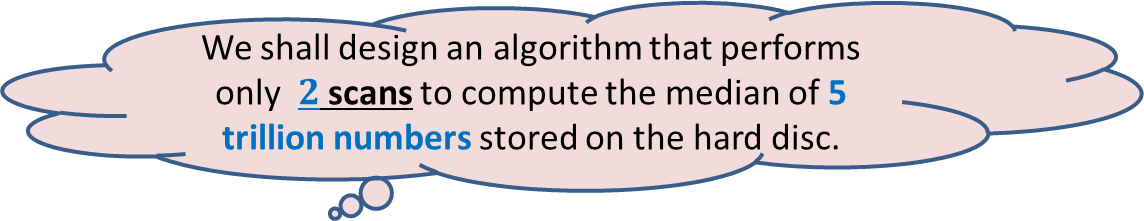 We shall design an algorithm that performs
only 2 scans to compute the median of 5
trillion numbers stored on the hard disc.